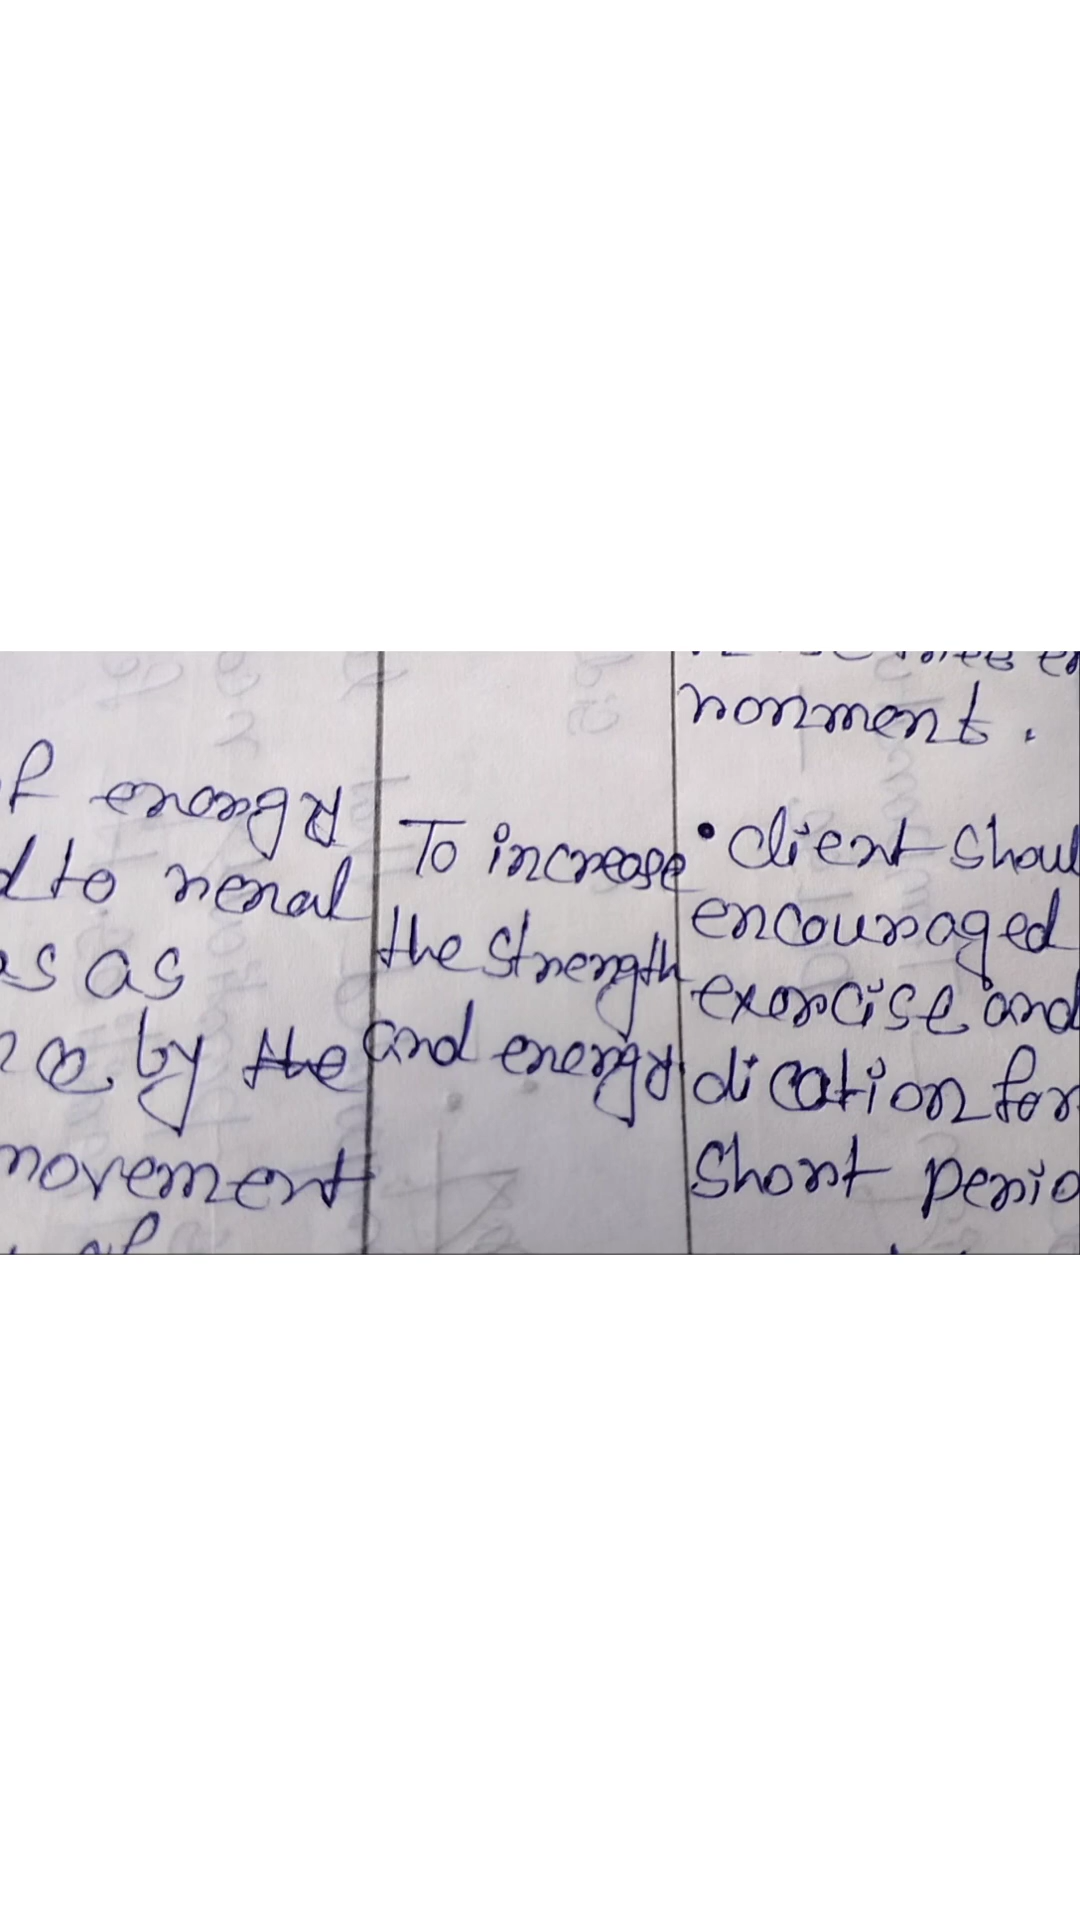 nonment.
energy
to renal
as
by the
movement
of
To increase
the strength
and energy.
• client shoul
encouraged
exercise and
dication for
short perio